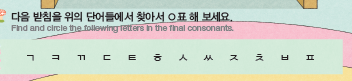 다음 받침을 위의 단어들에서 찾아서 O표 해 보세요.
Find and circle the following letters in the final consonants.
ㄱ ㅋ ㄲ ㄷ ㅌ ㅎ ㅅ ㅆ ㅈ ㅊ ㅂ ㅍ